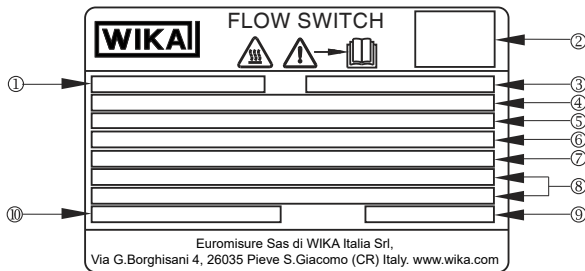 WIKA
FLOW SWITCH
②
① ③
④
⑤
⑥
⑦
⑧
⑩ ⑨
Euromisure Sas di WIKA Italia Srl,
Via G.Borghisani 4, 26035 Pieve S.Giacomo (CR) Italy. www.wika.com